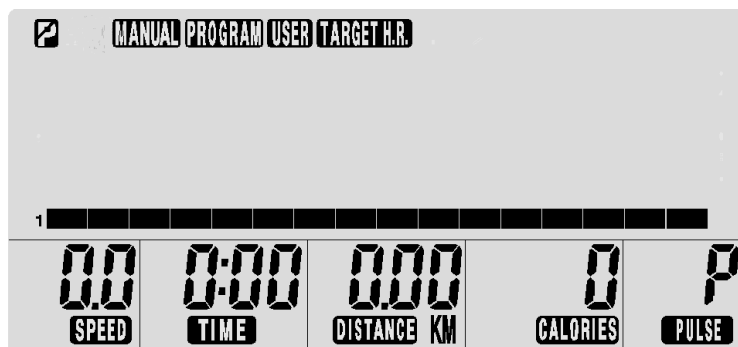 P MANUAL PROGRAM USER TARGET H.R.
1
0.0 0:00 0.00 0 P
SPEED TIME DISTANCE KM CALORIES PULSE